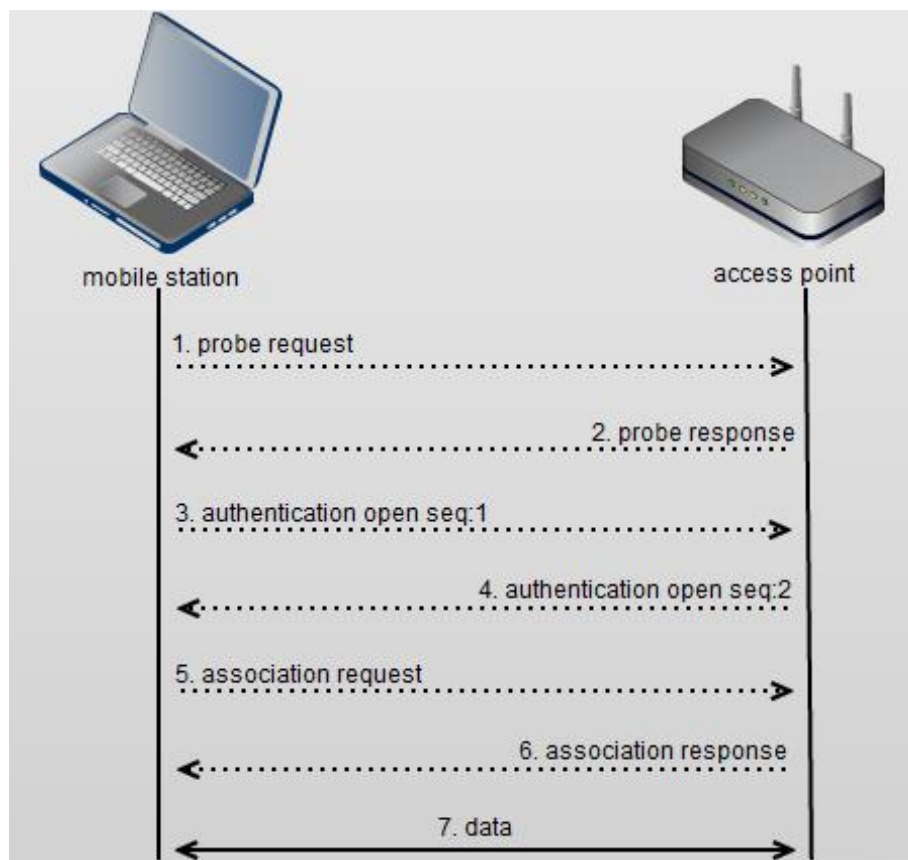 mobile station
access point
1. probe request
2. probe response
3. authentication open seq:1
4. authentication open seq:2
5. association request
6. association response
7. data